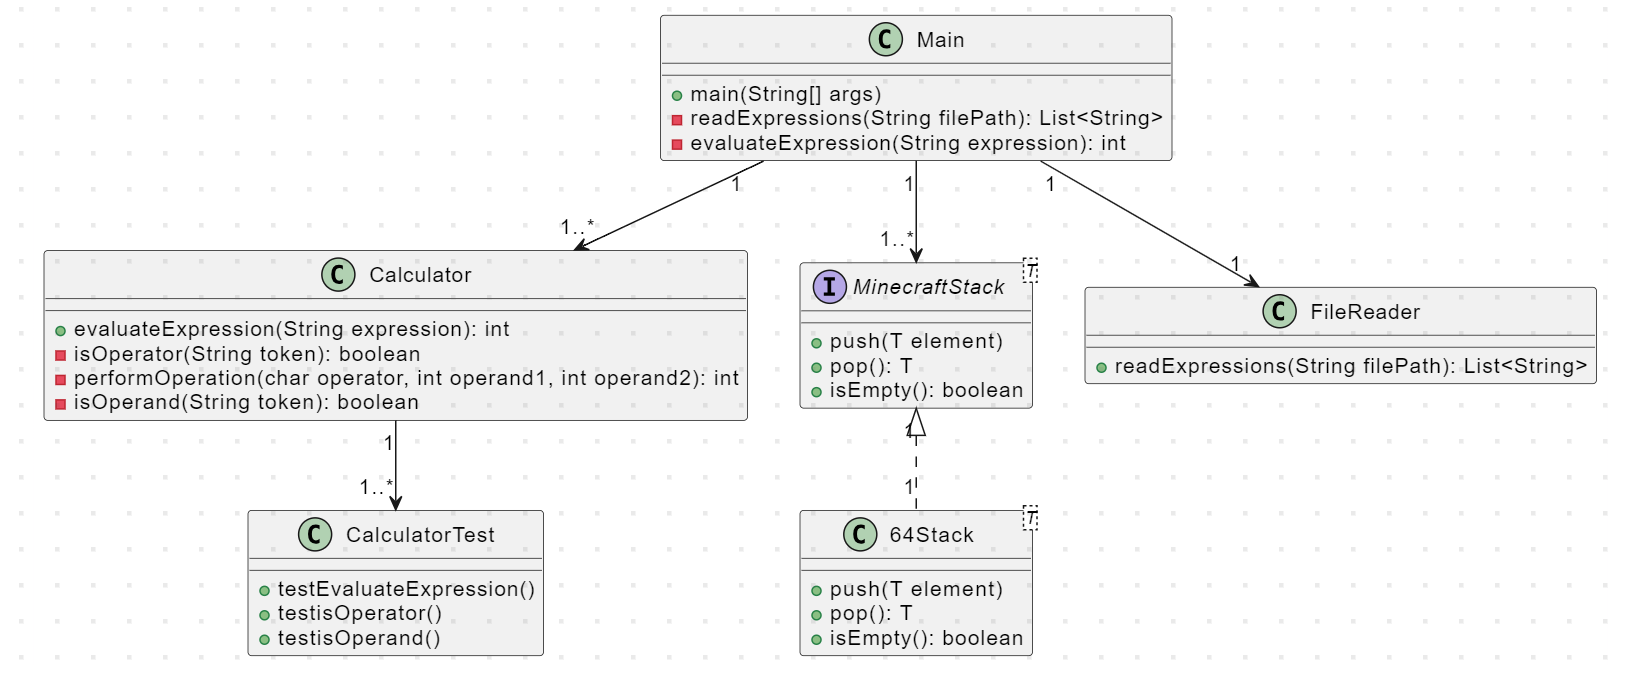 C Main
main(String[] args)
readExpressions(String filePath): List<String>
evaluateExpression(String expression): int
1
1
1
1..*
1..*
1
C Calculator
evaluateExpression(String expression): int
isOperator(String token): boolean
performOperation(char operator, int operand1, int operand2): int
isOperand(String token): boolean
I MinecraftStack
T
push(T element)
pop(): T
isEmpty(): boolean
C FileReader
readExpressions(String filePath): List<String>
1
1..*
1
1
C CalculatorTest
testEvaluateExpression()
testisOperator()
testisOperand()
C 64Stack
T
push(T element)
pop(): T
isEmpty(): boolean